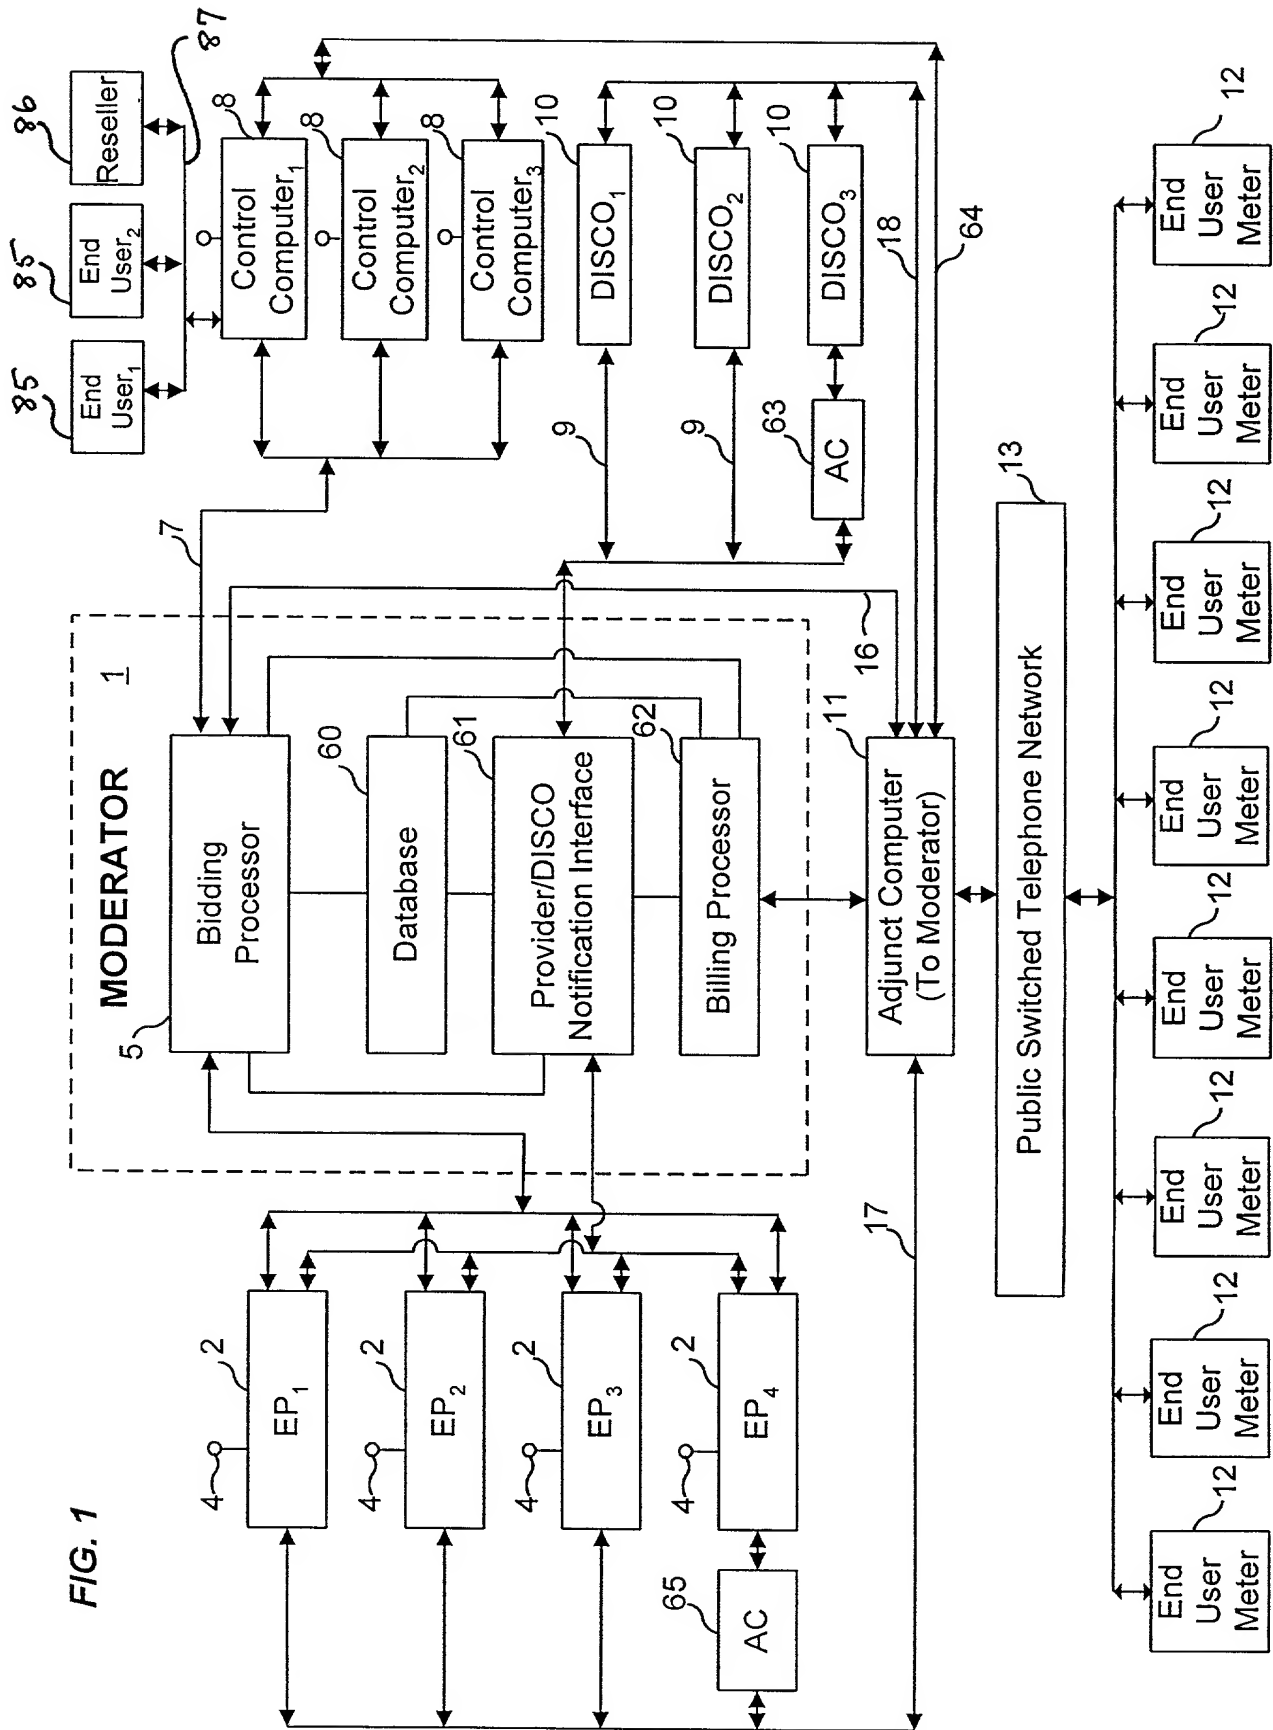 FIG. 1
MODERATOR
1
5
Bidding
Processor
60
Database
61
Provider/DISCO
Notification Interface
62
Billing Processor
4
2
EP1
4
2
EP2
4
2
EP3
4
2
EP4
65
AC
17
7
16
85
End
User1
85
End
User2
86
Reseller
87
8
Control
Computer1
8
Control
Computer2
8
Control
Computer3
9
10
DISCO1
9
10
DISCO2
63
AC
10
DISCO3
18
64
11
Adjunct Computer
(To Moderator)
13
Public Switched Telephone Network
12
End
User
Meter
12
End
User
Meter
12
End
User
Meter
12
End
User
Meter
12
End
User
Meter
12
End
User
Meter
12
End
User
Meter
12
End
User
Meter